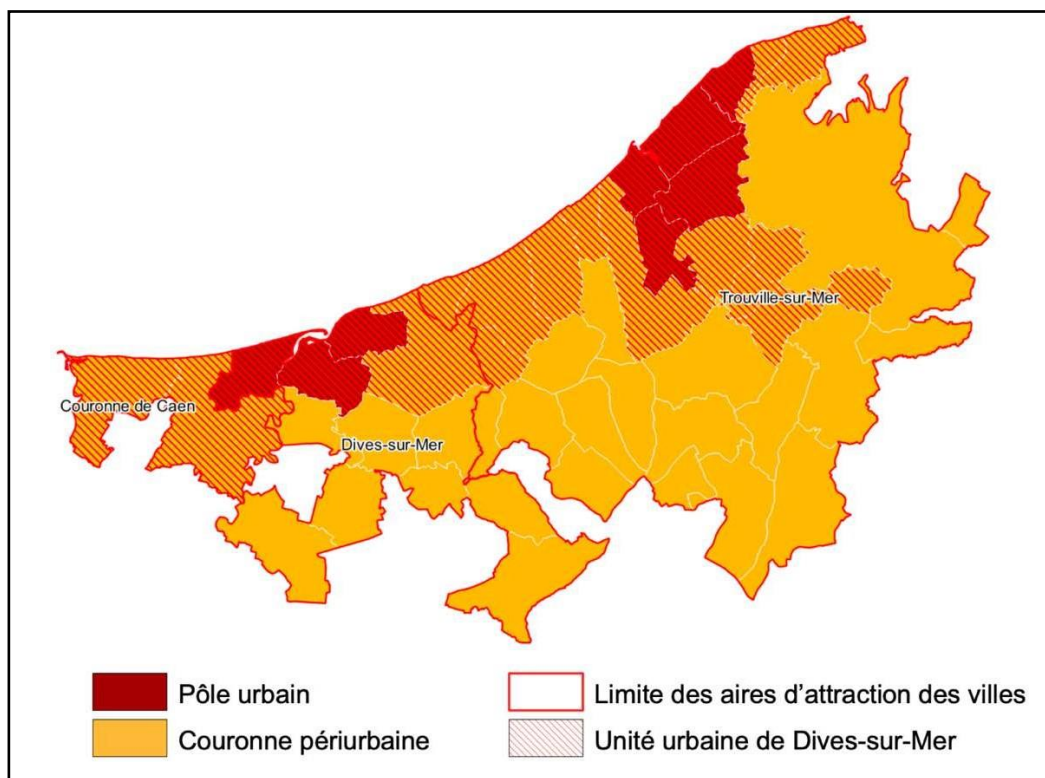 Trouville-sur-Mer
Couronne de Caen
Dives-sur-Mer
Pôle urbain
Limite des aires d’attraction des villes
Couronne périurbaine
Unité urbaine de Dives-sur-Mer